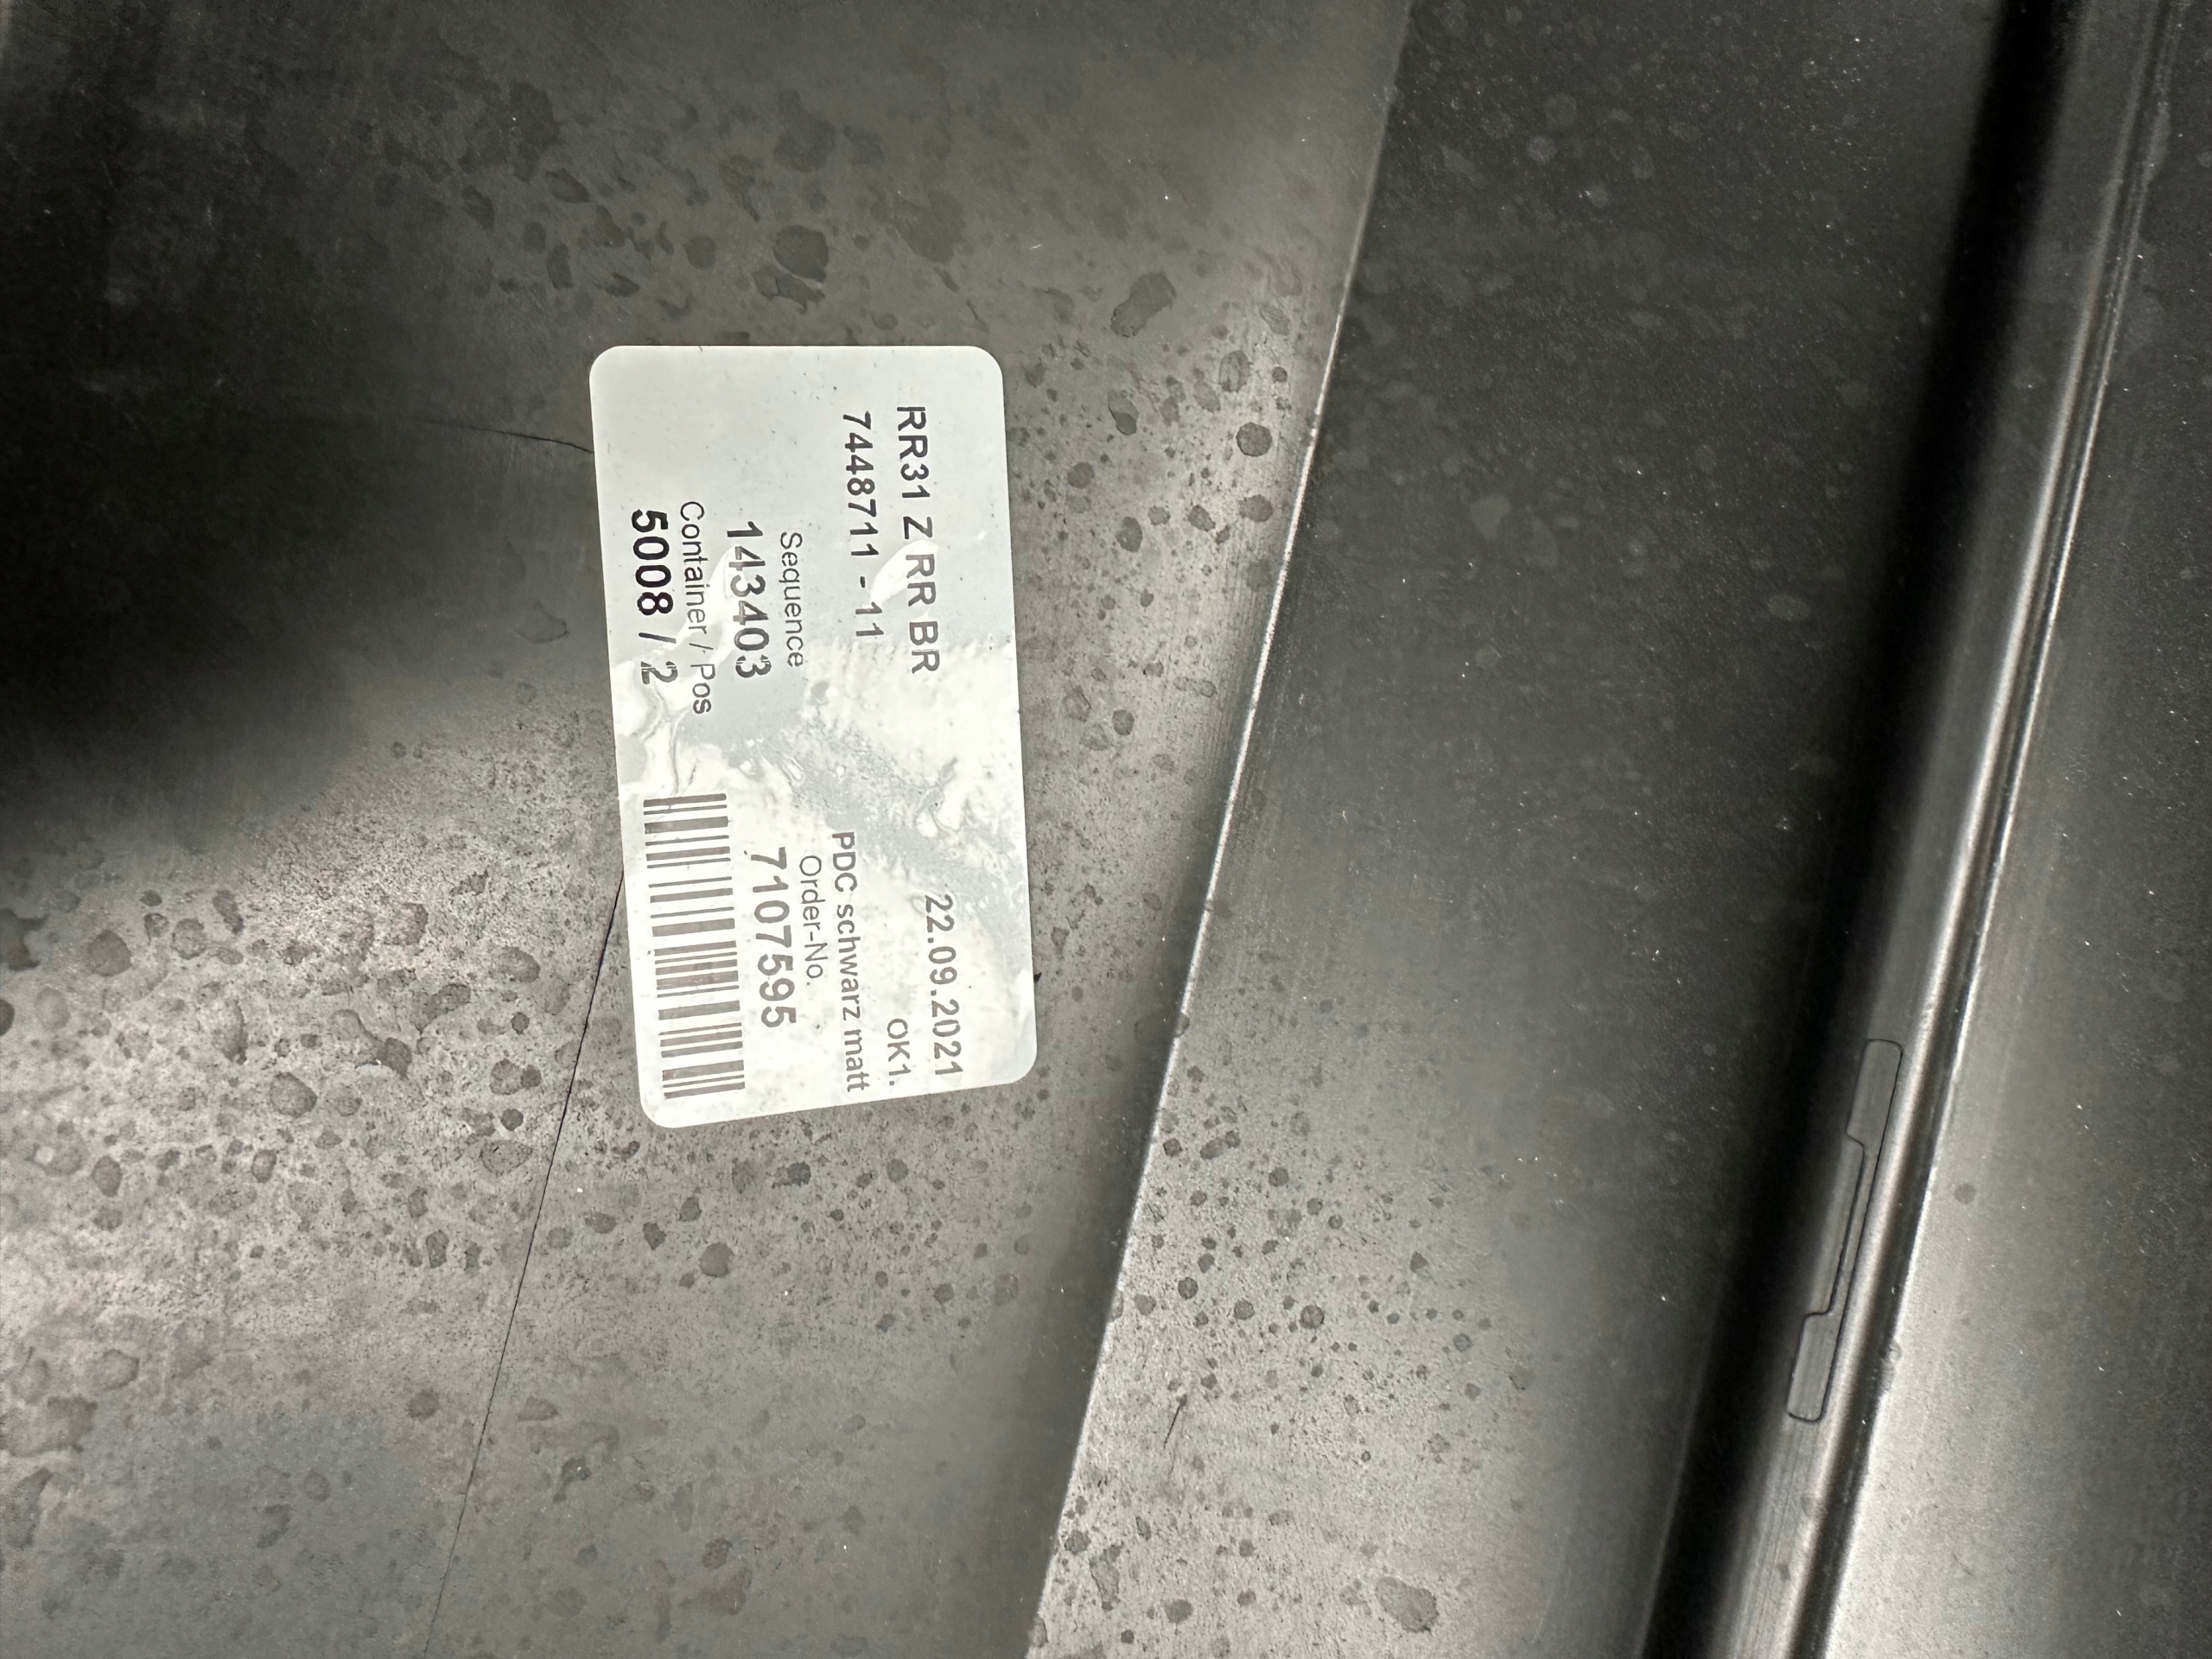 RR31 Z RR BR
22.09.2021
7448711 - 11
OK1.
PDC schwarz matt
Sequence
Order-No.
143403
7107595
Container / Pos
5008 / 2